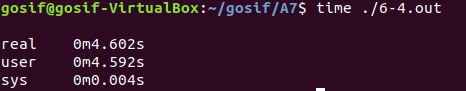 gosif@gosif-VirtualBox:~/gosif/A7$ time ./6-4.out
real 0m4.602s
user 0m4.592s
sys 0m0.004s